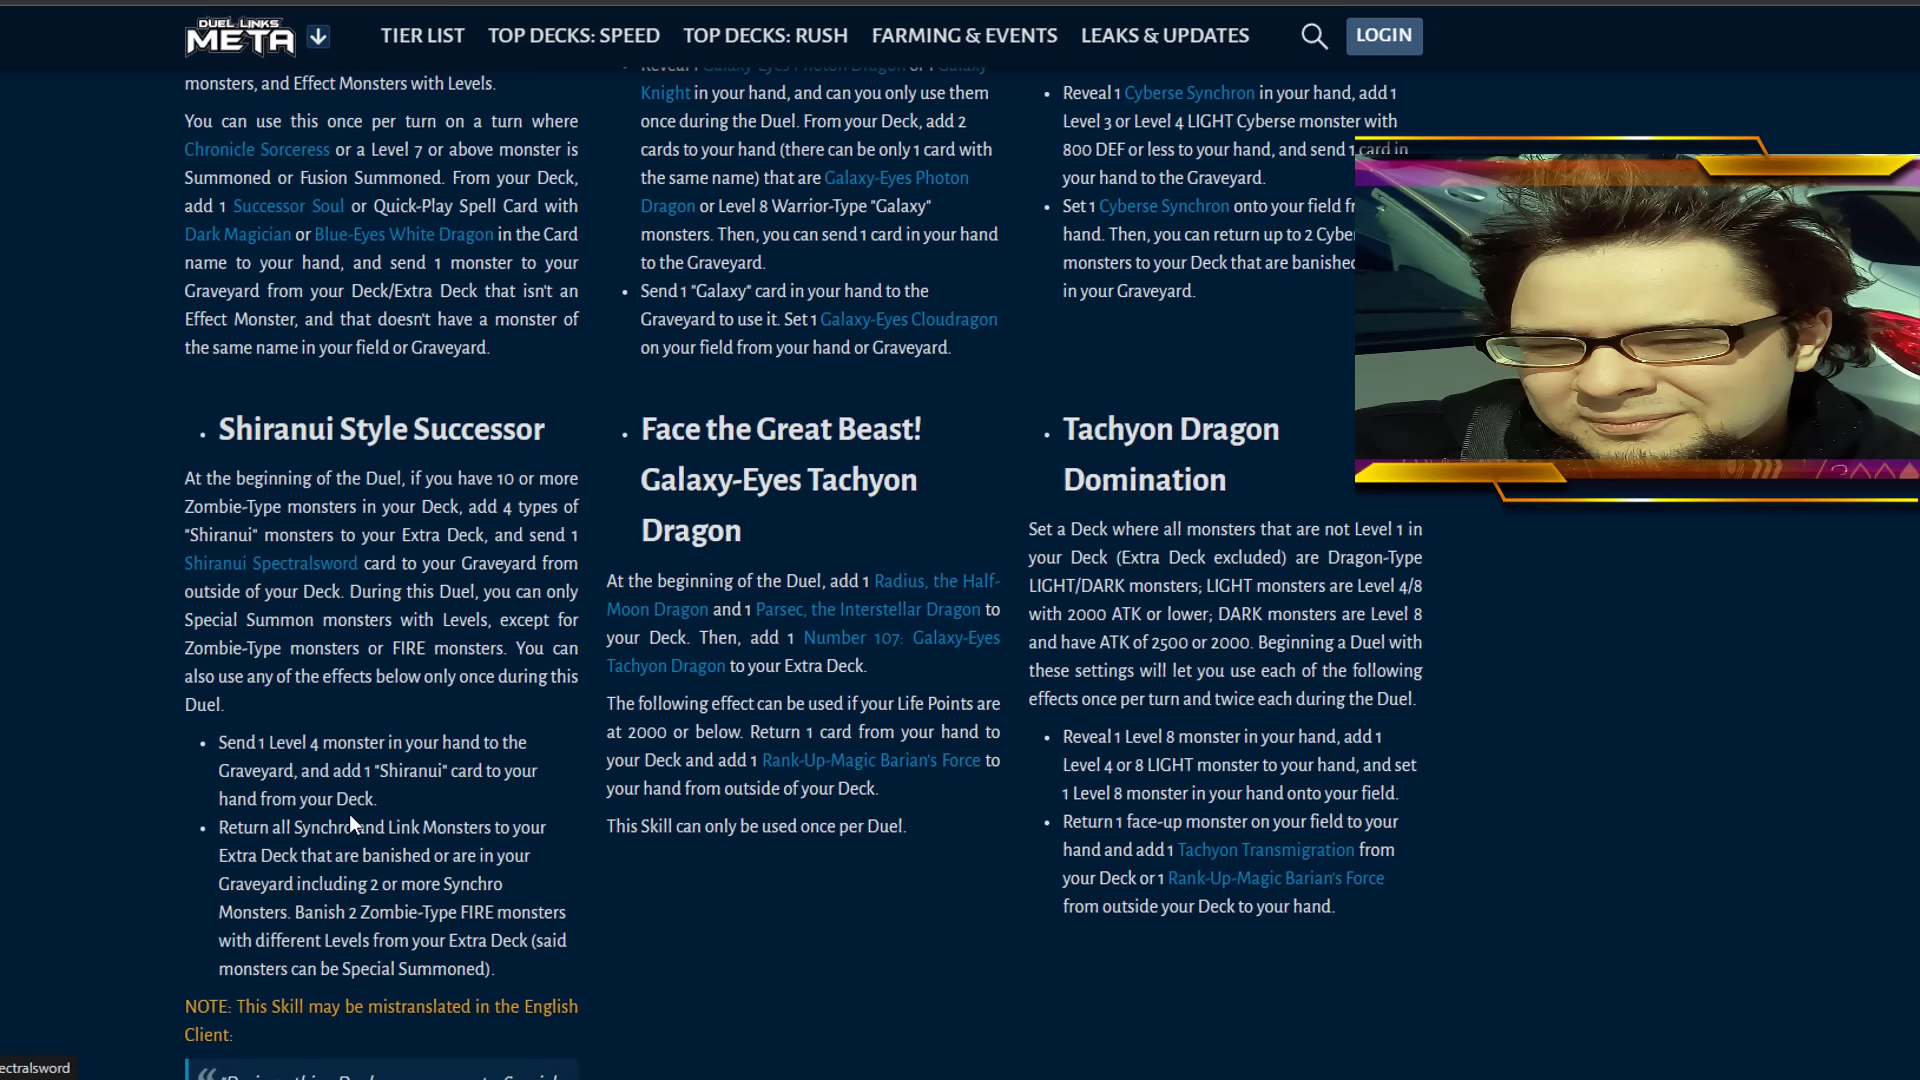 DUEL LINKS
META
TIER LIST
TOP DECKS: SPEED
TOP DECKS: RUSH
FARMING & EVENTS
LEAKS & UPDATES
LOGIN
monsters, and Effect Monsters with Levels.
You can use this once per turn on a turn where
Chronicle Sorceress or a Level 7 or above monster is
Summoned or Fusion Summoned. From your Deck,
add 1 Successor Soul or Quick-Play Spell Card with
Dark Magician or Blue-Eyes White Dragon in the Card
name to your hand, and send 1 monster to your
Graveyard from your Deck/Extra Deck that isn't an
Effect Monster, and that doesn't have a monster of
the same name in your field or Graveyard.
Reveal 1 Galaxy-Eyes Photon Dragon or 1 Galaxy
Knight in your hand, and can you only use them
once during the Duel. From your Deck, add 2
cards to your hand (there can be only 1 card with
the same name) that are Galaxy-Eyes Photon
Dragon or Level 8 Warrior-Type "Galaxy"
monsters. Then, you can send 1 card in your hand
to the Graveyard.
• Send 1 "Galaxy" card in your hand to the
Graveyard to use it. Set 1 Galaxy-Eyes Cloudragon
on your field from your hand or Graveyard.
• Reveal 1 Cyberse Synchron in your hand, add 1
Level 3 or Level 4 LIGHT Cyberse monster with
800 DEF or less to your hand, and send 1 card in
your hand to the Graveyard.
• Set 1 Cyberse Synchron onto your field
hand. Then, you can return up to 2
monsters to your Deck that are banished
in your Graveyard.
• Shiranui Style Successor
At the beginning of the Duel, if you have 10 or more
Zombie-Type monsters in your Deck, add 4 types of
"Shiranui" monsters to your Extra Deck, and send 1
Shiranui Spectralsword card to your Graveyard from
outside of your Deck. During this Duel, you can only
Special Summon monsters with Levels, except for
Zombie-Type monsters or FIRE monsters. You can
also use any of the effects below only once during this
Duel.
• Send 1 Level 4 monster in your hand to the
Graveyard, and add 1 "Shiranui" card to your
hand from your Deck.
• Return all Synchro and Link Monsters to your
Extra Deck that are banished or are in your
Graveyard including 2 or more Synchro
Monsters. Banish 2 Zombie-Type FIRE monsters
with different Levels from your Extra Deck (said
monsters can be Special Summoned).
NOTE: This Skill may be mistranslated in the English
Client:
• Face the Great Beast!
Galaxy-Eyes Tachyon
Dragon
At the beginning of the Duel, add 1 Radius, the Half-
Moon Dragon and 1 Parsec, the Interstellar Dragon to
your Deck. Then, add 1 Number 107: Galaxy-Eyes
Tachyon Dragon to your Extra Deck.
The following effect can be used if your Life Points are
at 2000 or below. Return 1 card from your hand to
your Deck and add 1 Rank-Up-Magic Barian's Force to
your hand from outside of your Deck.
This Skill can only be used once per Duel.
• Tachyon Dragon
Domination
Set a Deck where all monsters that are not Level 1 in
your Deck (Extra Deck excluded) are Dragon-Type
LIGHT/DARK monsters; LIGHT monsters are Level 4/8
with 2000 ATK or lower; DARK monsters are Level 8
and have ATK of 2500 or 2000. Beginning a Duel with
these settings will let you use each of the following
effects once per turn and twice each during the Duel.
• Reveal 1 Level 8 monster in your hand, add 1
Level 4 or 8 LIGHT monster to your hand, and set
1 Level 8 monster in your hand onto your field.
• Return 1 face-up monster on your field to your
hand and add 1 Tachyon Transmigration from
your Deck or 1 Rank-Up-Magic Barian's Force
from outside your Deck to your hand.
ectralsword